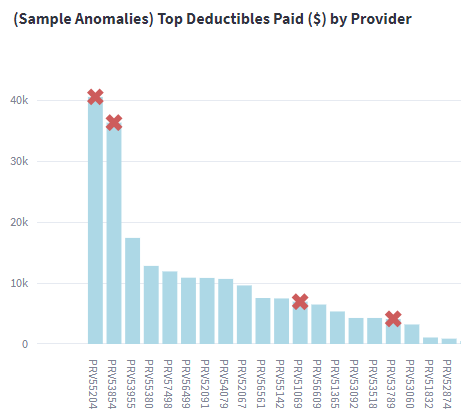 (Sample Anomalies) Top Deductibles Paid ($) by Provider
40k
30k
20k
10k
0
PRV55204
PRV53854
PRV53955
PRV55380
PRV57498
PRV56499
PRV52091
PRV54079
PRV52067
PRV56561
PRV55142
PRV51069
PRV56609
PRV51365
PRV53092
PRV53518
PRV53789
PRV53060
PRV51832
PRV52874